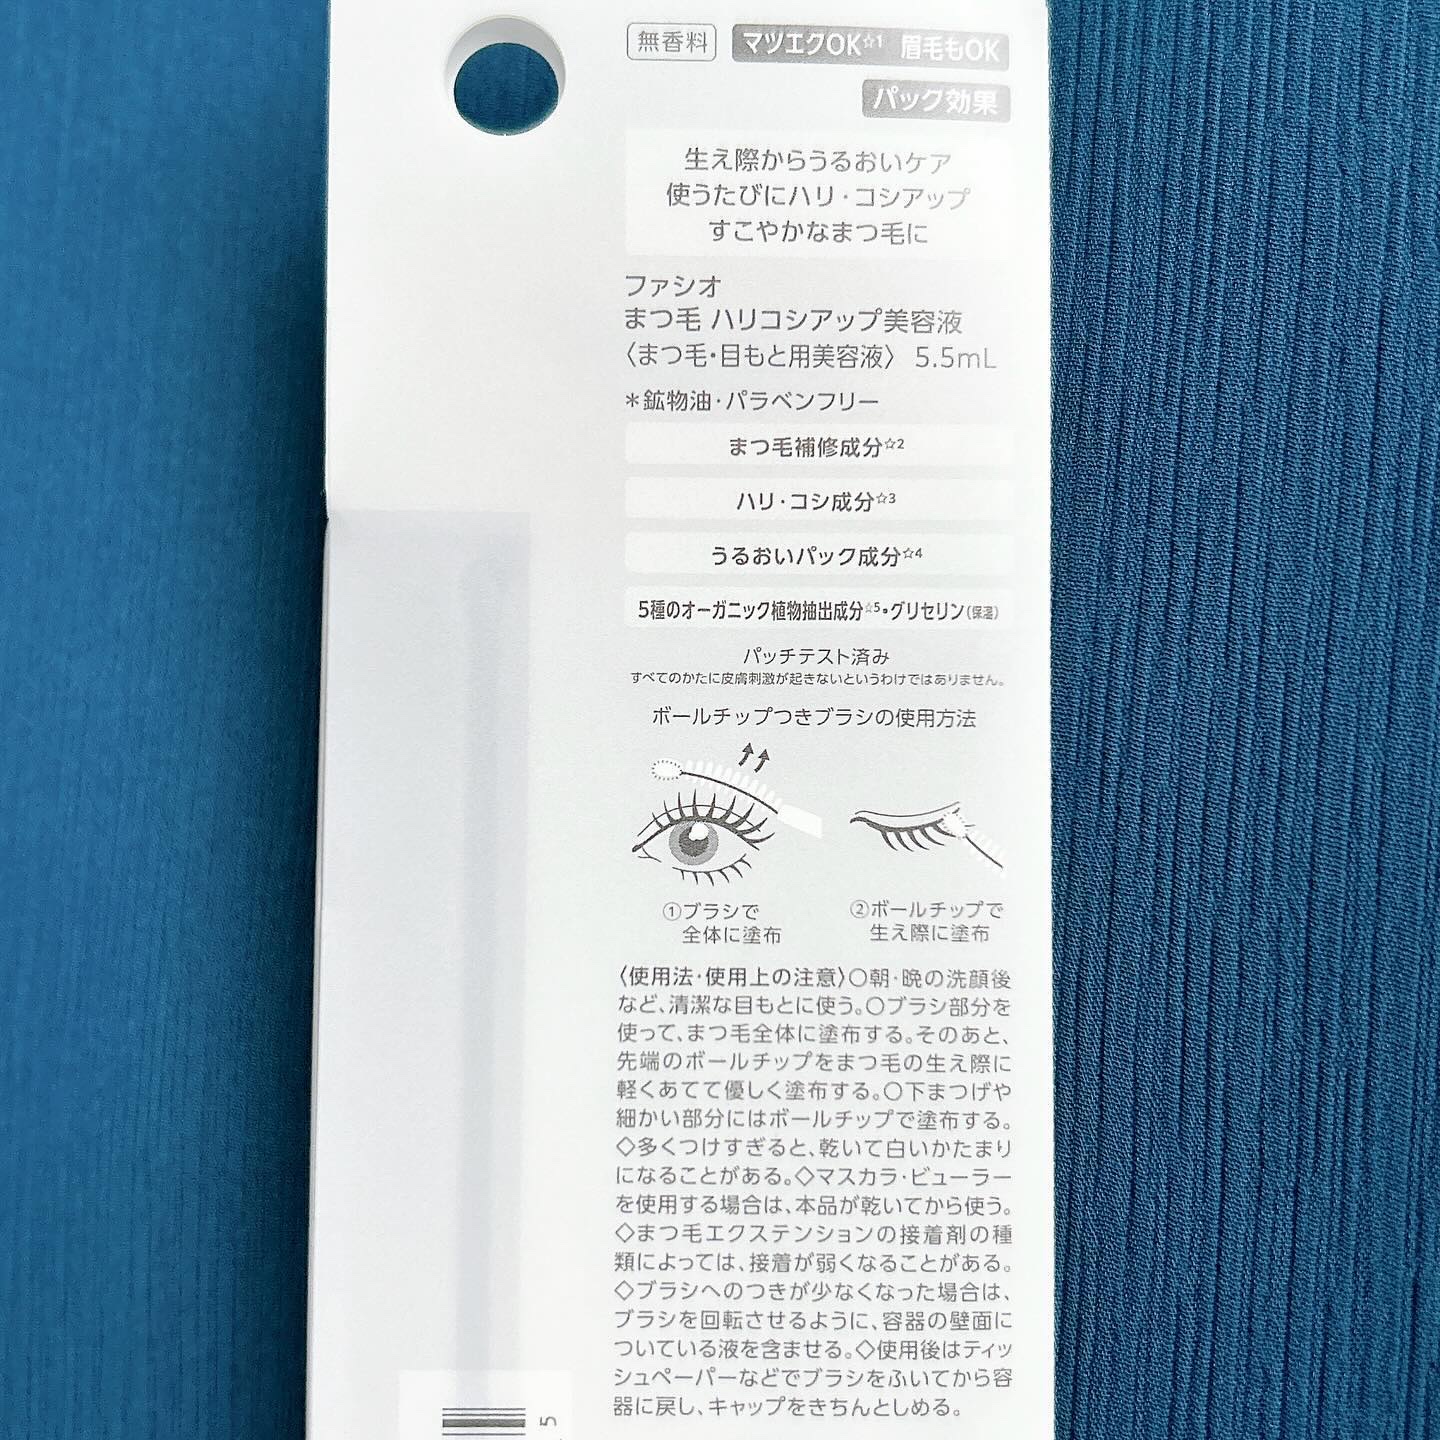 無香料 マツエクOK☆1 眉毛もOK
パック効果
生え際からうるおいケア
使うたびにハリ・コシアップ
すこやかなまつ毛に
ファシオ
まつ毛 ハリコシアップ美容液
〈まつ毛・目もと用美容液〉 5.5mL
＊鉱物油・パラベンフリー
まつ毛補修成分☆2
ハリ・コシ成分☆3
うるおいパック成分☆4
5種のオーガニック植物抽出成分☆5・グリセリン(保湿)
パッチテスト済み
すべてのかたに皮膚刺激が起きないというわけではありません。
ボールチップつきブラシの使用方法
①ブラシで
全体に塗布
②ボールチップで
生え際に塗布
〈使用法・使用上の注意〉○朝・晩の洗顔後
など、清潔な目もとに使う。○ブラシ部分を
使って、まつ毛全体に塗布する。そのあと、
先端のボールチップをまつ毛の生え際に
軽くあてて優しく塗布する。○下まつげや
細かい部分にはボールチップで塗布する。
◇多くつけすぎると、乾いて白いかたまり
になることがある。◇マスカラ・ビューラー
を使用する場合は、本品が乾いてから使う。
◇まつ毛エクステンションの接着剤の種
類によっては、接着が弱くなることがある。
◇ブラシへのつきが少なくなった場合は、
ブラシを回転させるように、容器の壁面に
ついている液を含ませる。◇使用後はティッ
シュペーパーなどでブラシをふいてから容
器に戻し、キャップをきちんとしめる。
5